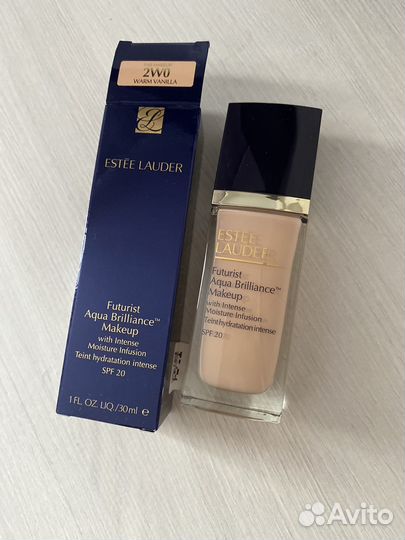 2W0
WARM VANILLA
ESTĒE LAUDER
Futurist
Aqua Brilliance™
Makeup
with Intense
Moisture Infusion
Teint hydratation intense
SPF 20
1 FL. OZ. LIQ./30ml e
ESTĒE
LAUDER
Futurist
Aqua Brilliance™
Makeup
with Intense
Moisture Infusion
Teint hydratation intense
SPF 20
Avito